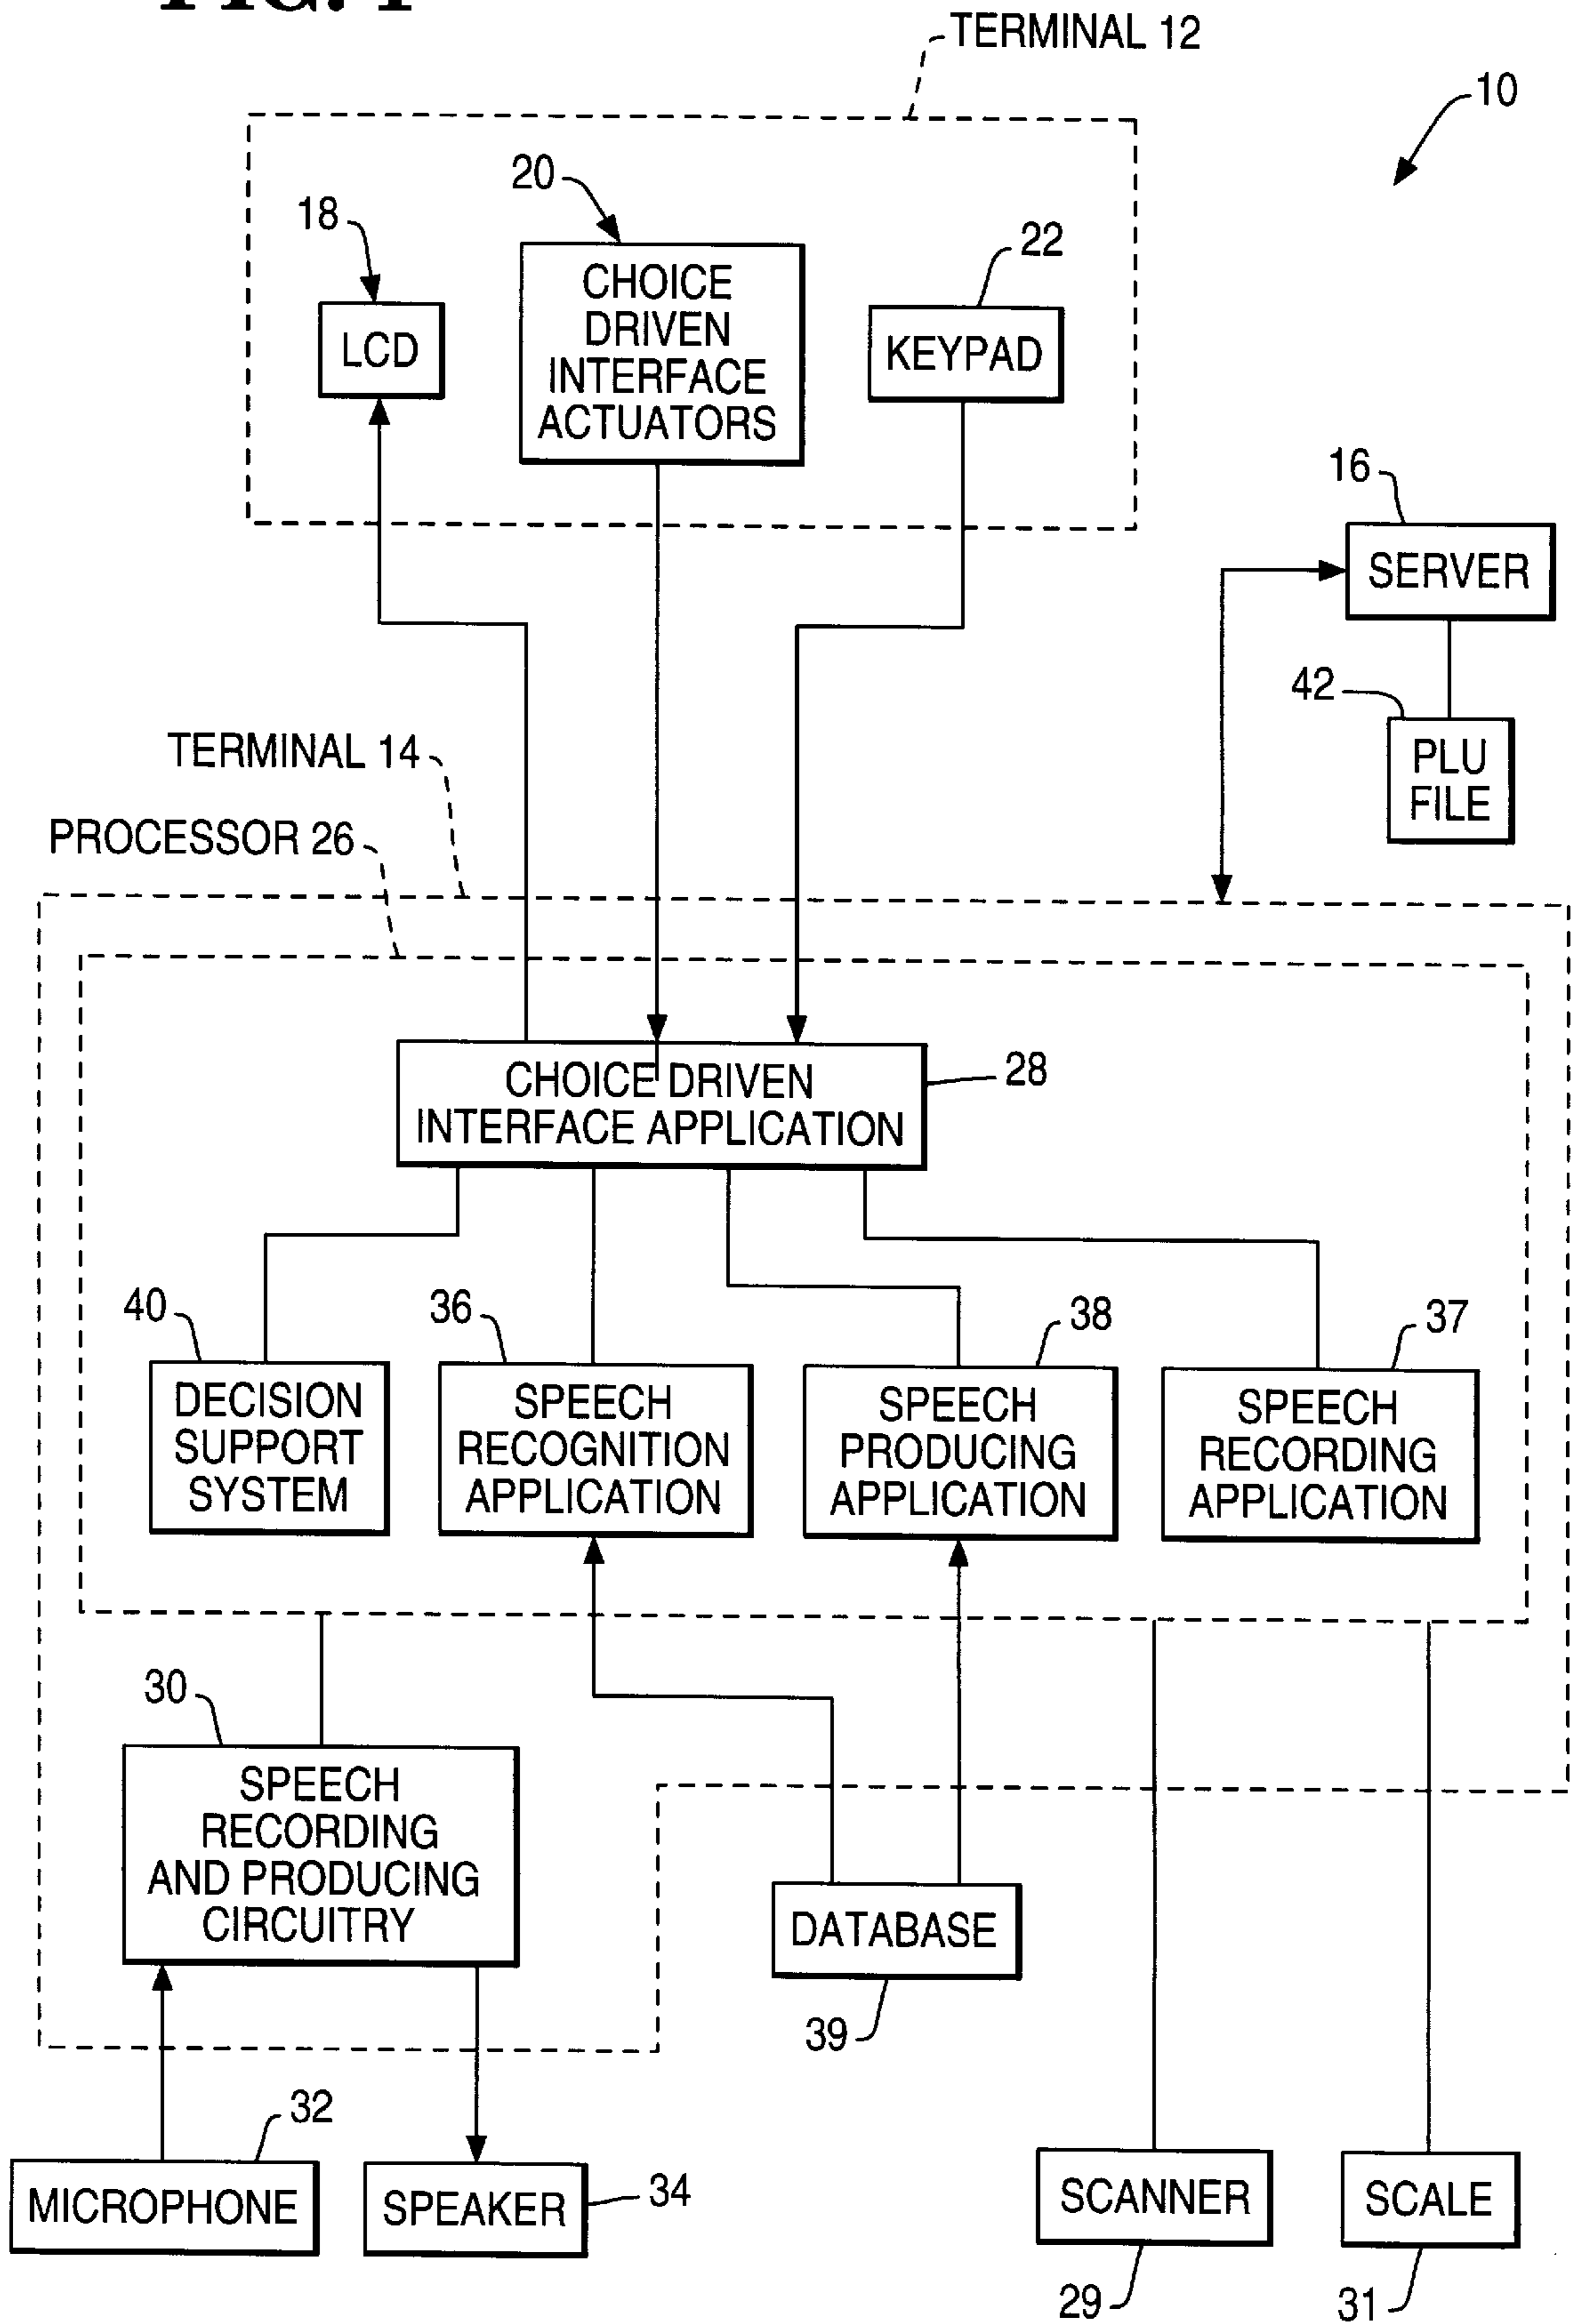 FIG. 1
TERMINAL 12
10
20
18
22
CHOICE
DRIVEN
INTERFACE
ACTUATORS
LCD
KEYPAD
16
SERVER
42
PLU
FILE
TERMINAL 14
PROCESSOR 26
CHOICE DRIVEN
INTERFACE APPLICATION
28
40
36
38
37
DECISION
SUPPORT
SYSTEM
SPEECH
RECOGNITION
APPLICATION
SPEECH
PRODUCING
APPLICATION
SPEECH
RECORDING
APPLICATION
30
SPEECH
RECORDING
AND PRODUCING
CIRCUITRY
DATABASE
39
32
MICROPHONE
SPEAKER
34
SCANNER
SCALE
29
31